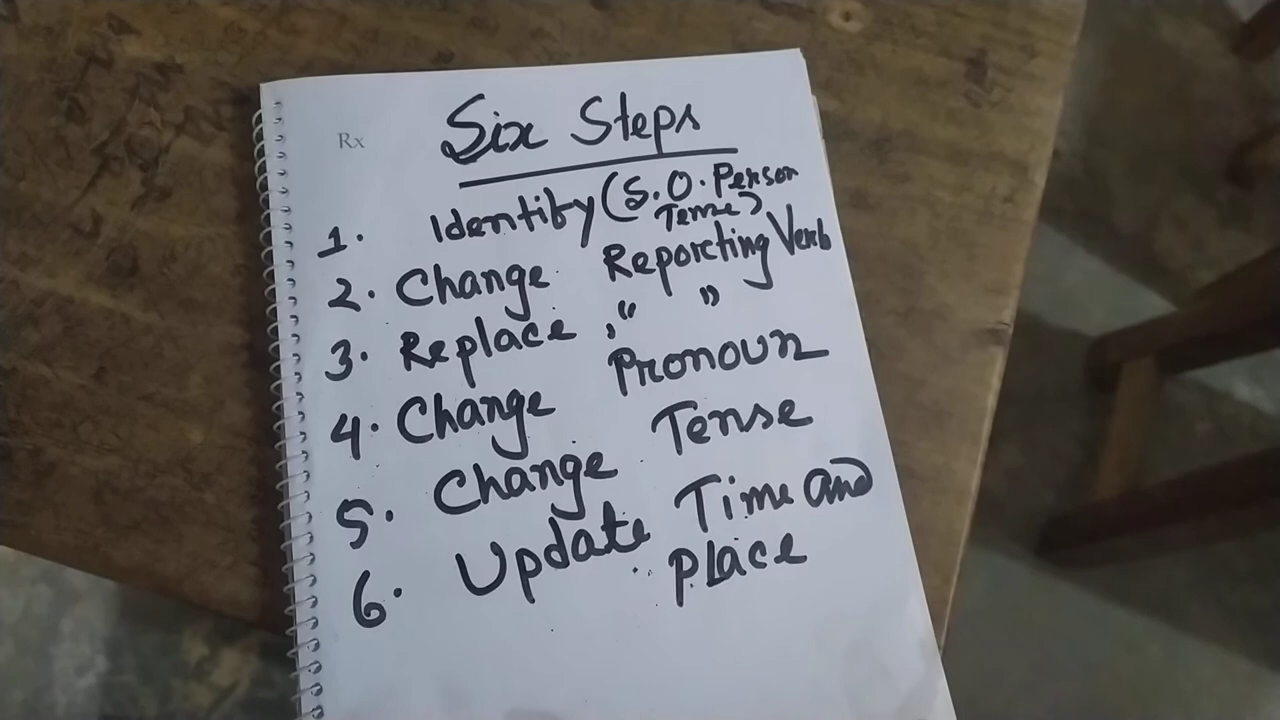 Rx
Six Steps
1. Identify (S.O. Person
Tense)
2. Change Reporting Verb
3. Replace ,“ ”
4. Change Pronoun
5. Change Tense
6. Update Time and
place